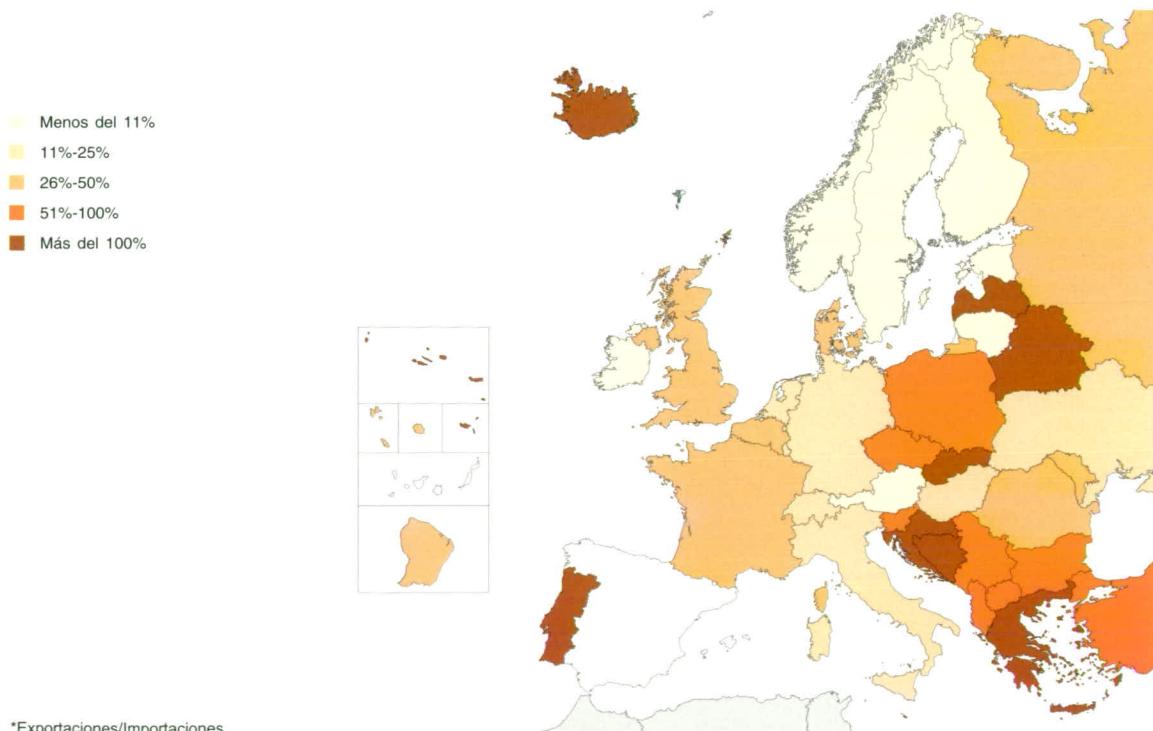 Menos del 11%
11%-25%
26%-50%
51%-100%
Más del 100%
*Exportaciones/Importaciones